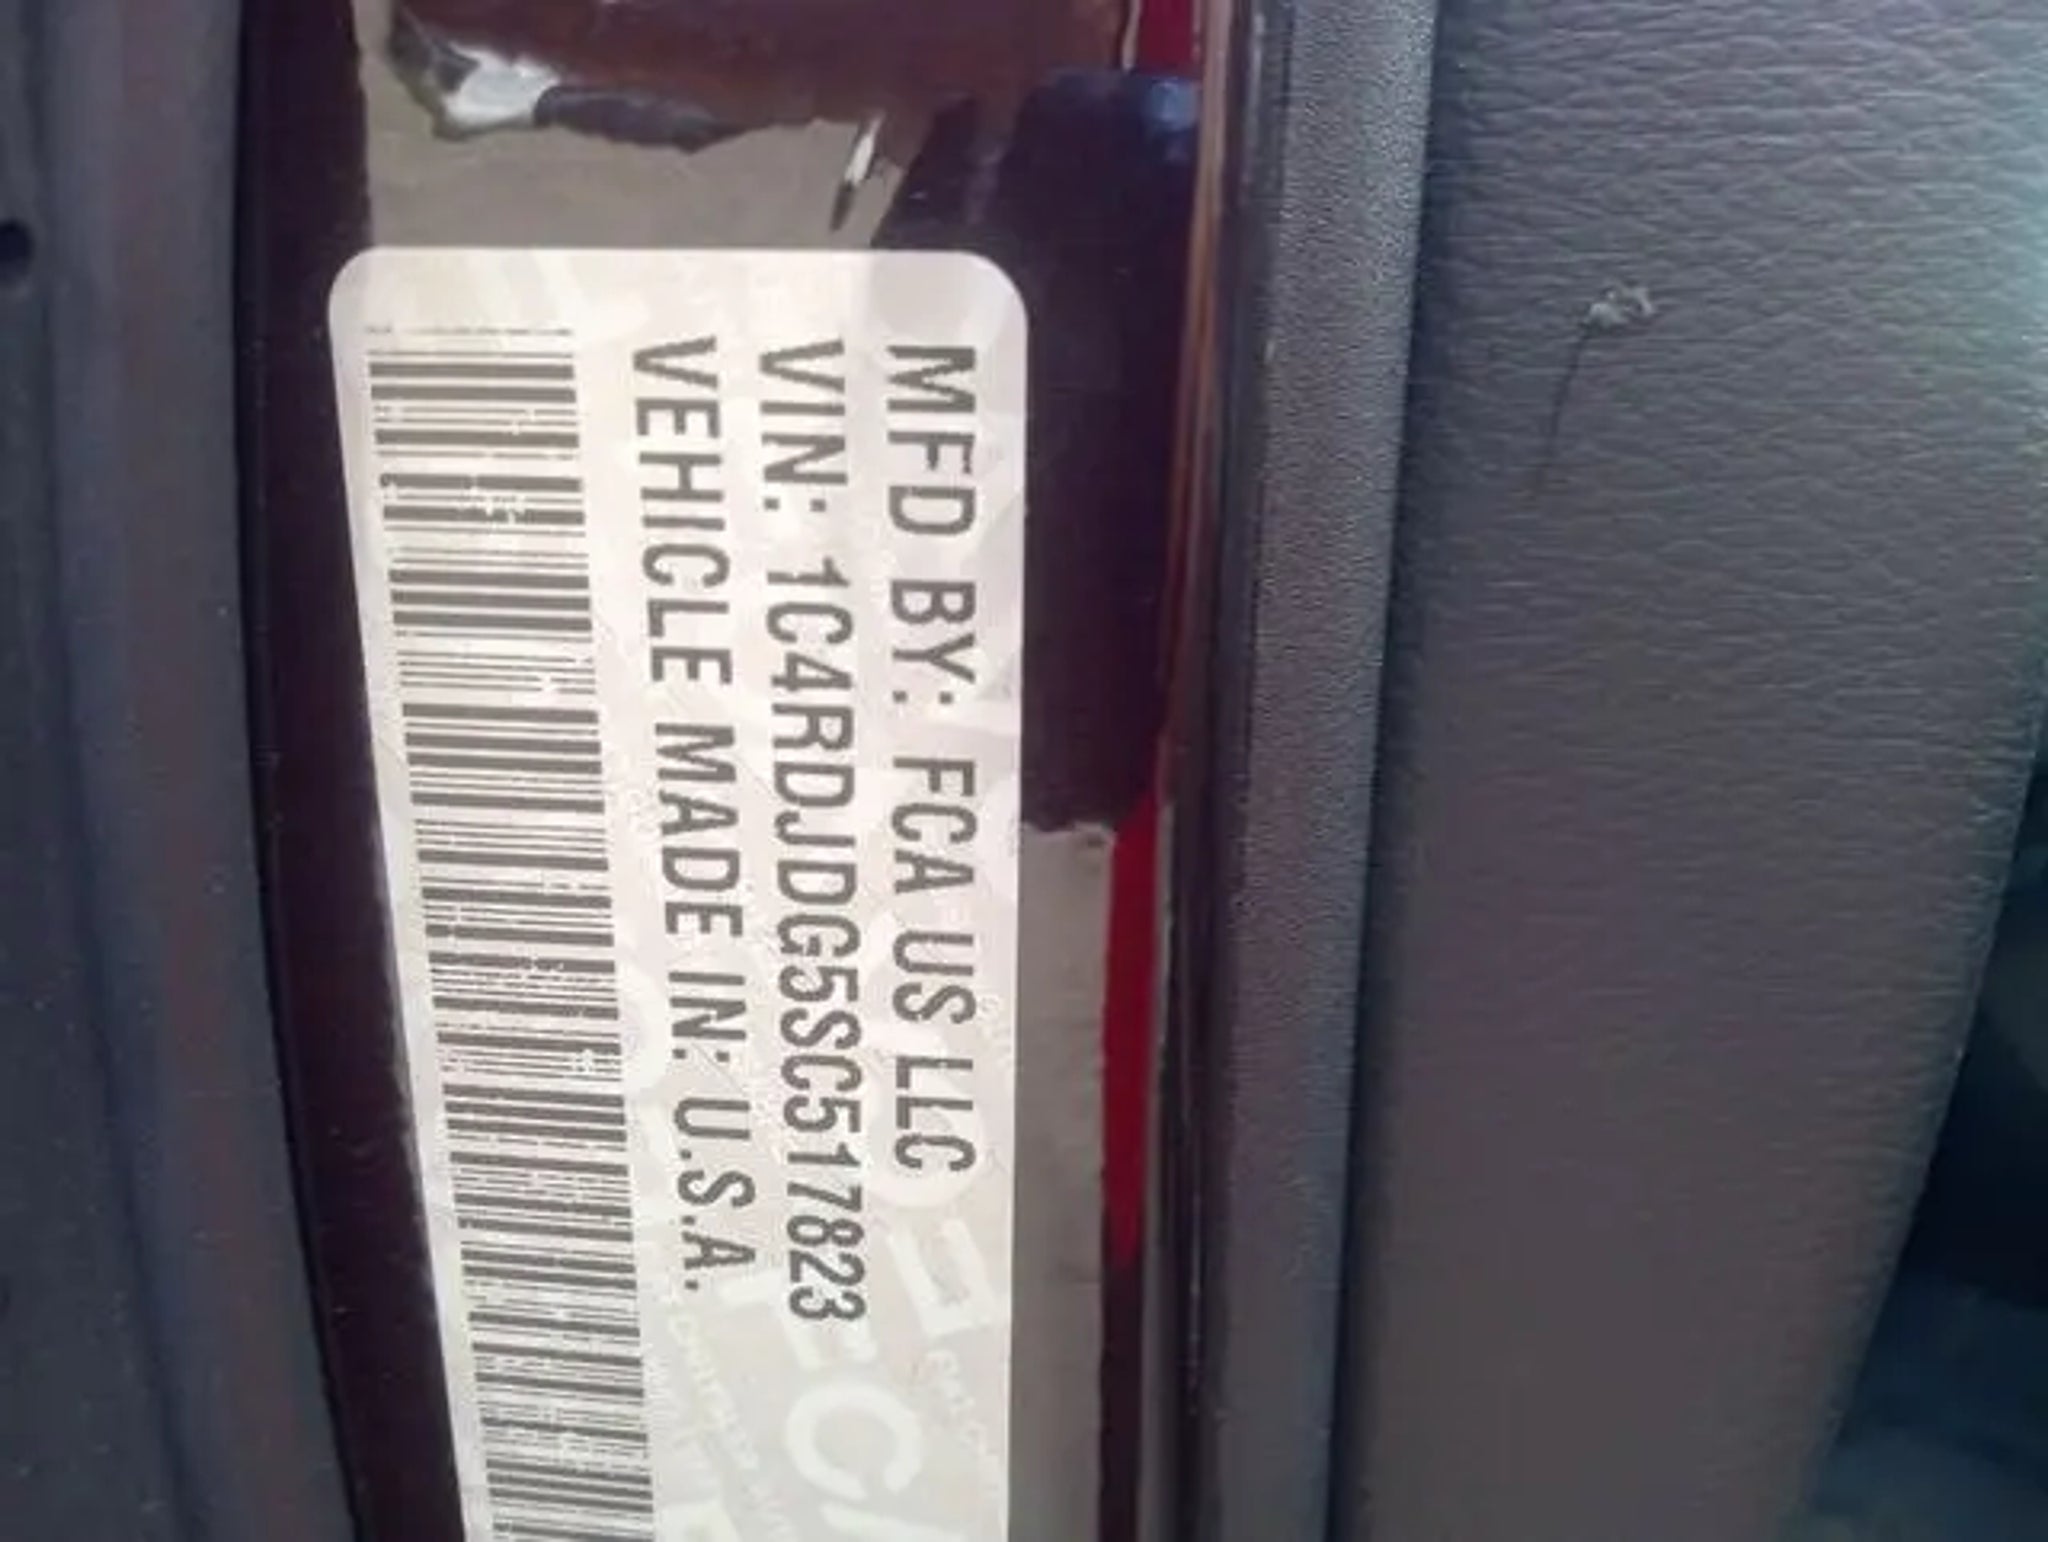 MFD BY: FCA US LLC
VIN: 1C4RDJDG5SC517823
VEHICLE MADE IN: U.S.A.